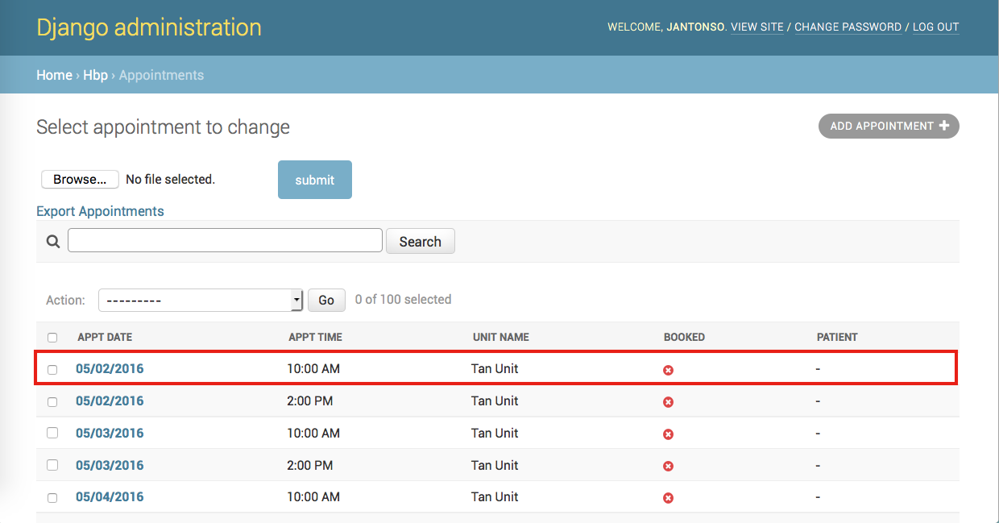 Django administration
WELCOME, JANTONSO. VIEW SITE / CHANGE PASSWORD / LOG OUT
Home › Hbp › Appointments
Select appointment to change
ADD APPOINTMENT +
Browse... No file selected. submit
Export Appointments
Search
Action: --------- Go 0 of 100 selected
APPT DATE APPT TIME UNIT NAME BOOKED PATIENT
05/02/2016 10:00 AM Tan Unit -
05/02/2016 2:00 PM Tan Unit -
05/03/2016 10:00 AM Tan Unit -
05/03/2016 2:00 PM Tan Unit -
05/04/2016 10:00 AM Tan Unit -